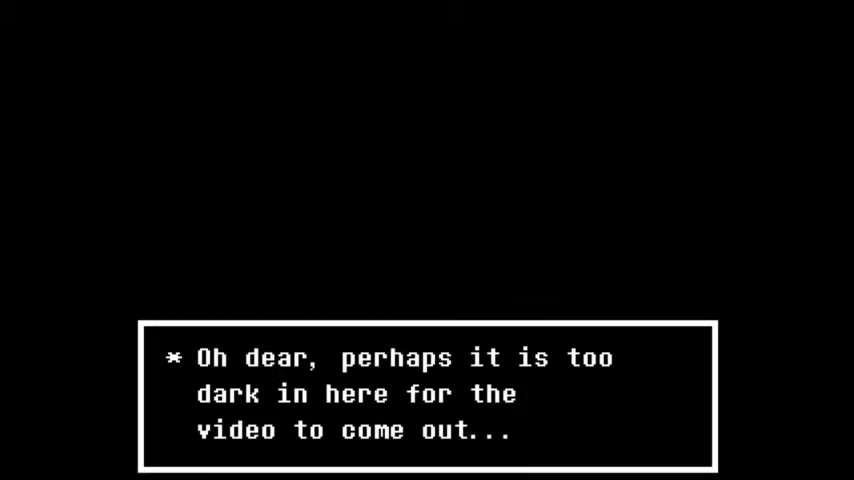 * Oh dear, perhaps it is too
dark in here for the
video to come out...